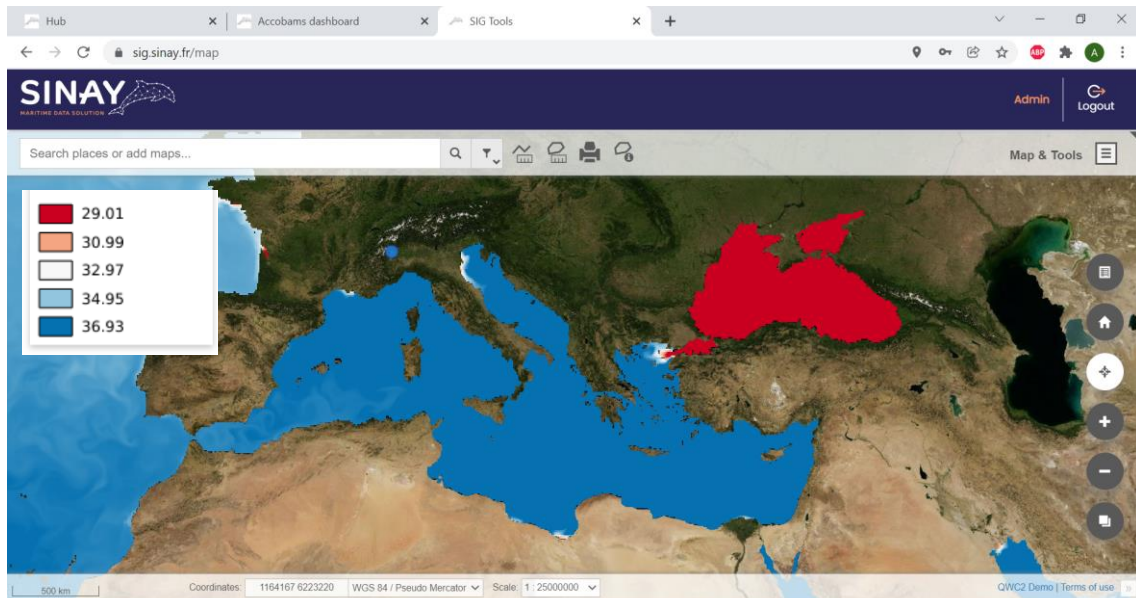 Hub
Accobams dashboard
SIG Tools
sig.sinay.fr/map
ABP
A
SINAY
MARITIME DATA SOLUTION
Admin
Logout
Search places or add maps...
Map & Tools
29.01
30.99
32.97
34.95
36.93
500 km
Coordinates: 1164167 6223220 WGS 84 / Pseudo Mercator Scale: 1 : 25000000
QWC2 Demo | Terms of use